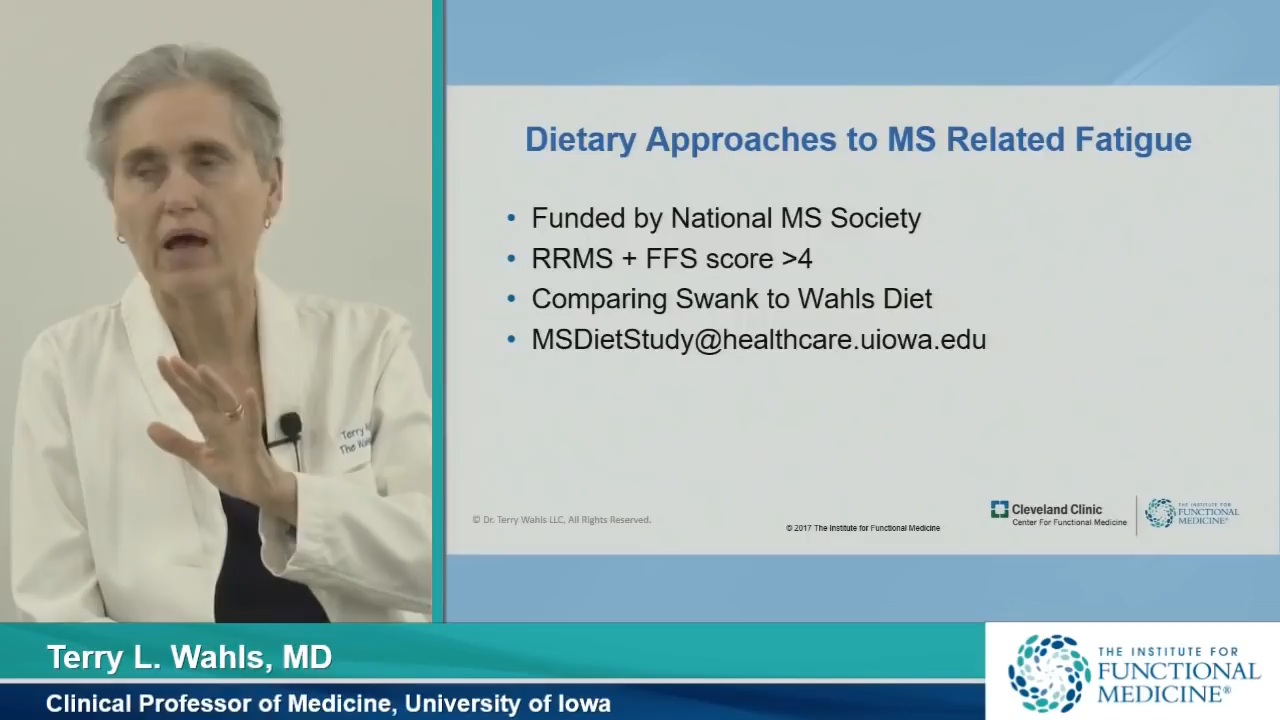 Dietary Approaches to MS Related Fatigue
• Funded by National MS Society
• RRMS + FFS score >4
• Comparing Swank to Wahls Diet
• MSDietStudy@healthcare.uiowa.edu
Terry
The
© Dr. Terry Wahls LLC, All Rights Reserved.
© 2017 The Institute for Functional Medicine
Cleveland Clinic
Center For Functional Medicine
THE INSTITUTE FOR
FUNCTIONAL
MEDICINE®
Terry L. Wahls, MD
Clinical Professor of Medicine, University of Iowa
THE INSTITUTE FOR
FUNCTIONAL
MEDICINE®